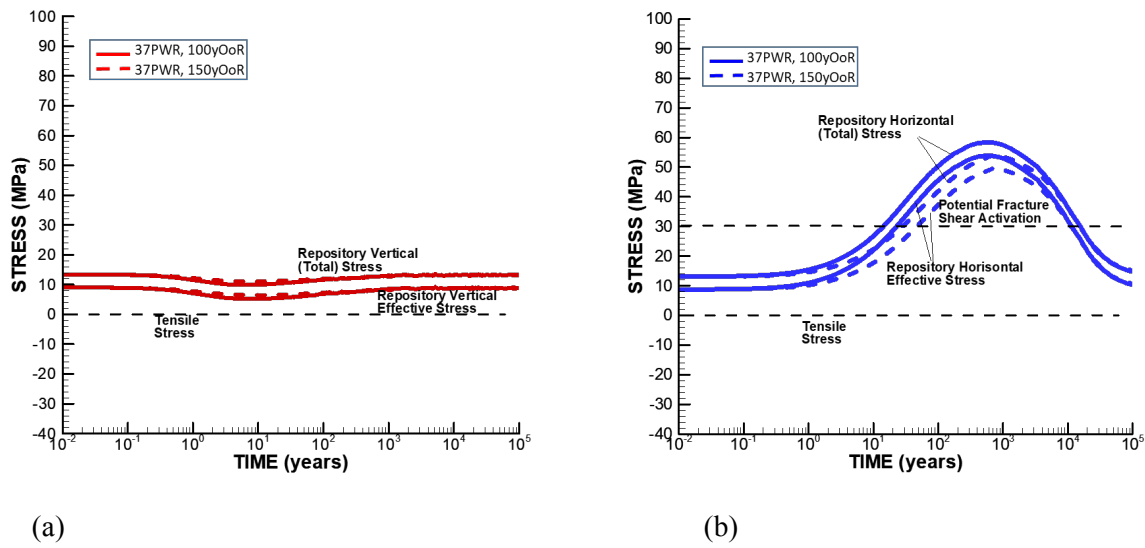 100
90
80
70
60
50
40
30
20
10
0
-10
-20
-30
-40
STRESS (MPa)
37PWR, 100yOoR
37PWR, 150yOoR
Repository Vertical
(Total) Stress
Repository Vertical
Effective Stress
Tensile
Stress
10-2 10-1 100 101 102 103 104 105
TIME (years)
(a)
100
90
80
70
60
50
40
30
20
10
0
-10
-20
-30
-40
STRESS (MPa)
37PWR, 100yOoR
37PWR, 150yOoR
Repository Horizontal
(Total) Stress
Potential Fracture
Shear Activation
Repository Horisontal
Effective Stress
Tensile
Stress
10-2 10-1 100 101 102 103 104 105
TIME (years)
(b)